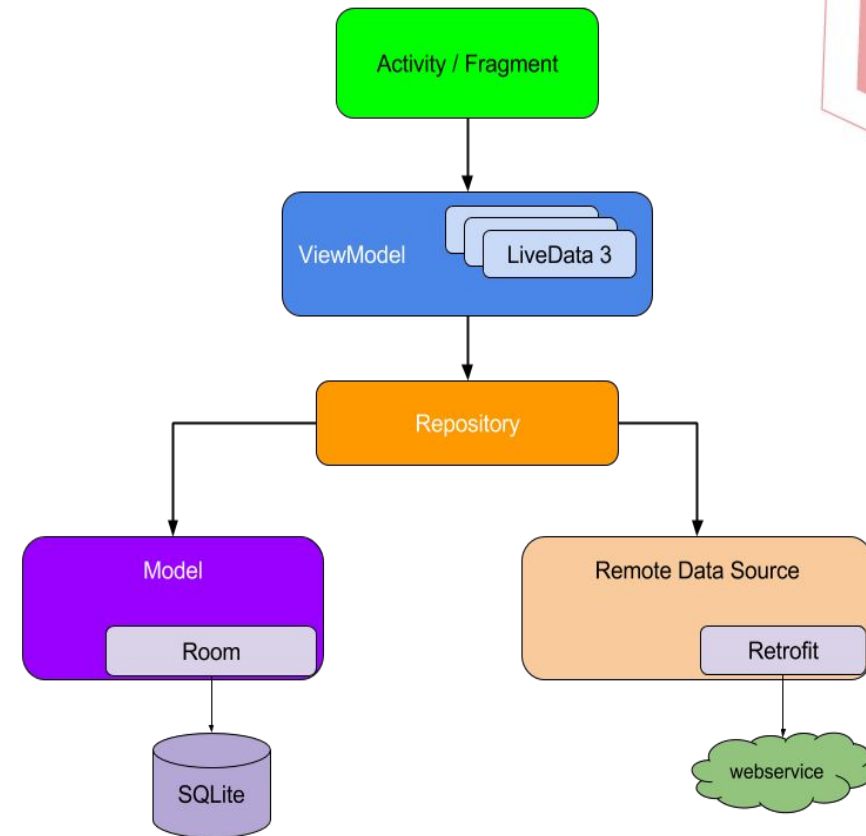 Activity / Fragment
ViewModel
LiveData 3
Repository
Model
Remote Data Source
Room
Retrofit
SQLite
webservice